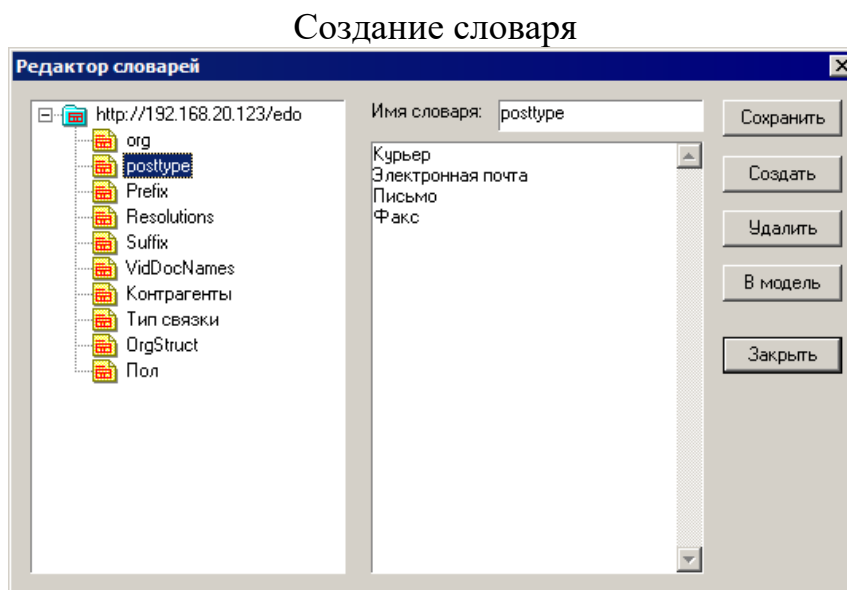 Создание словаря
Редактор словарей
http://192.168.20.123/edo
org
posttype
Prefix
Resolutions
Suffix
VidDocNames
Контрагенты
Тип связки
OrgStruct
Пол
Имя словаря: posttype
Курьер
Электронная почта
Письмо
Факс
Сохранить
Создать
Удалить
В модель
Закрыть